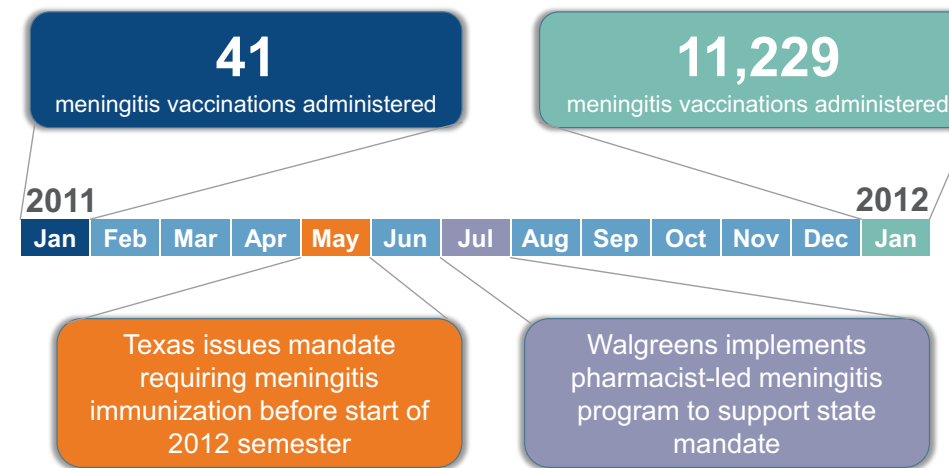 41
meningitis vaccinations administered
11,229
meningitis vaccinations administered
2011
2012
Jan Feb Mar Apr May Jun Jul Aug Sep Oct Nov Dec Jan
Texas issues mandate
requiring meningitis
immunization before start of
2012 semester
Walgreens implements
pharmacist-led meningitis
program to support state
mandate